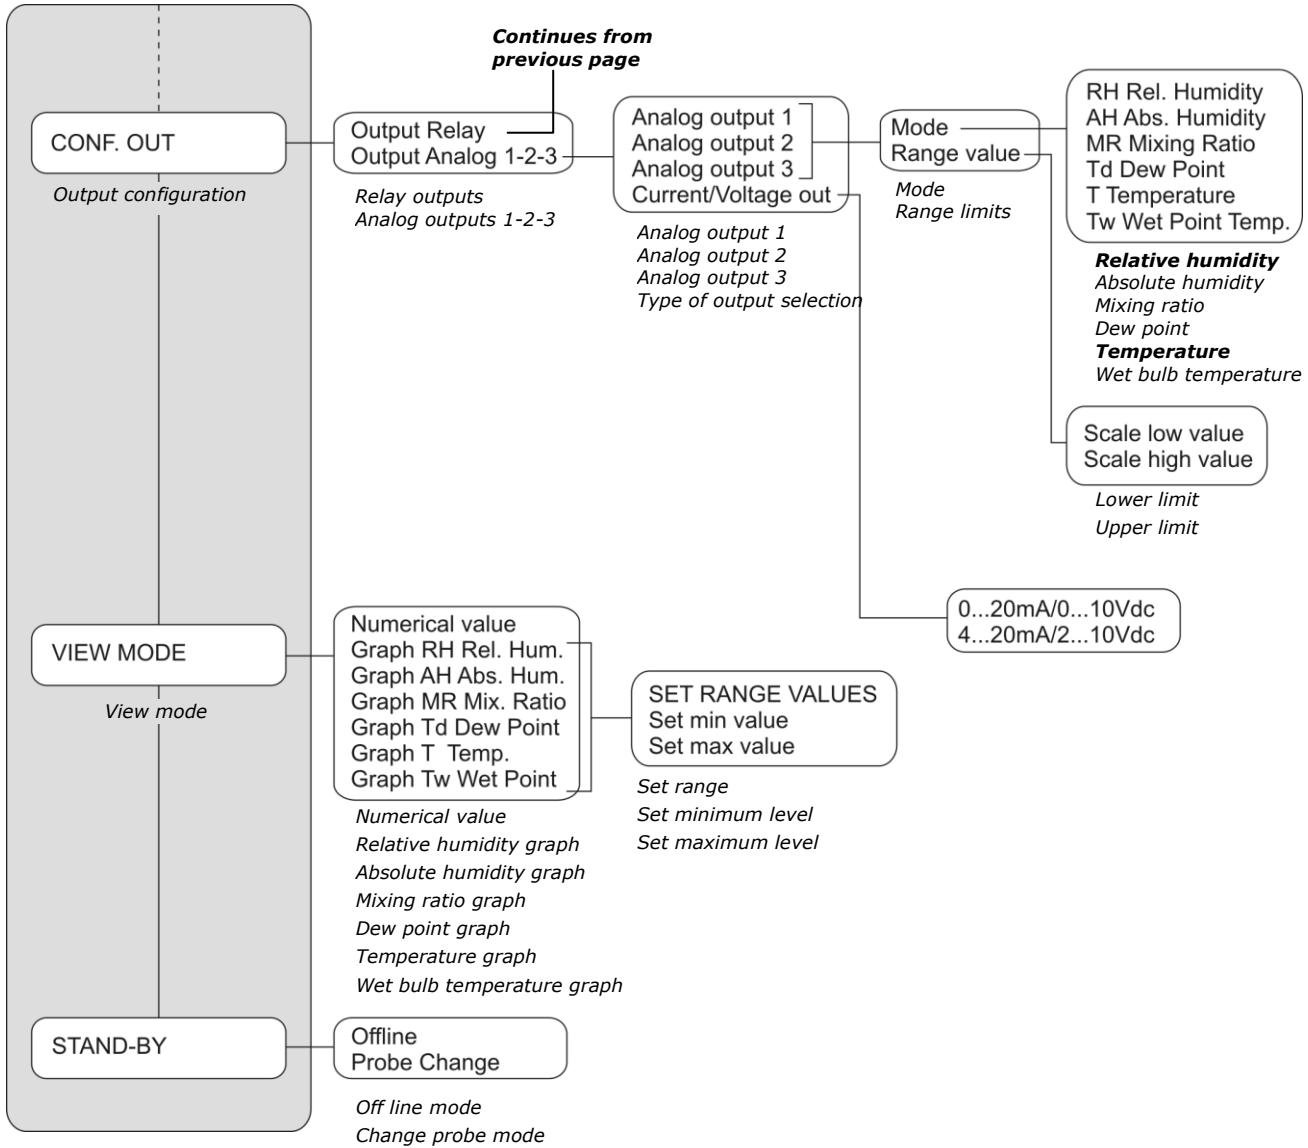 Continues from
previous page
CONF. OUT
Output configuration
Output Relay
Output Analog 1-2-3
Relay outputs
Analog outputs 1-2-3
Analog output 1
Analog output 2
Analog output 3
Current/Voltage out
Analog output 1
Analog output 2
Analog output 3
Type of output selection
Mode
Range value
Mode
Range limits
RH Rel. Humidity
AH Abs. Humidity
MR Mixing Ratio
Td Dew Point
T Temperature
Tw Wet Point Temp.
Relative humidity
Absolute humidity
Mixing ratio
Dew point
Temperature
Wet bulb temperature
Scale low value
Scale high value
Lower limit
Upper limit
0...20mA/0...10Vdc
4...20mA/2...10Vdc
VIEW MODE
View mode
Numerical value
Graph RH Rel. Hum.
Graph AH Abs. Hum.
Graph MR Mix. Ratio
Graph Td Dew Point
Graph T Temp.
Graph Tw Wet Point
Numerical value
Relative humidity graph
Absolute humidity graph
Mixing ratio graph
Dew point graph
Temperature graph
Wet bulb temperature graph
SET RANGE VALUES
Set min value
Set max value
Set range
Set minimum level
Set maximum level
STAND-BY
Offline
Probe Change
Off line mode
Change probe mode